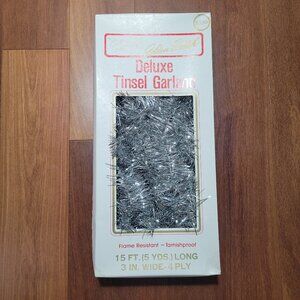 Deluxe
Tinsel Garland
Flame Resistant - Tarnishproof
15 FT. (5 YDS.) LONG
3 IN. WIDE - 4 PLY